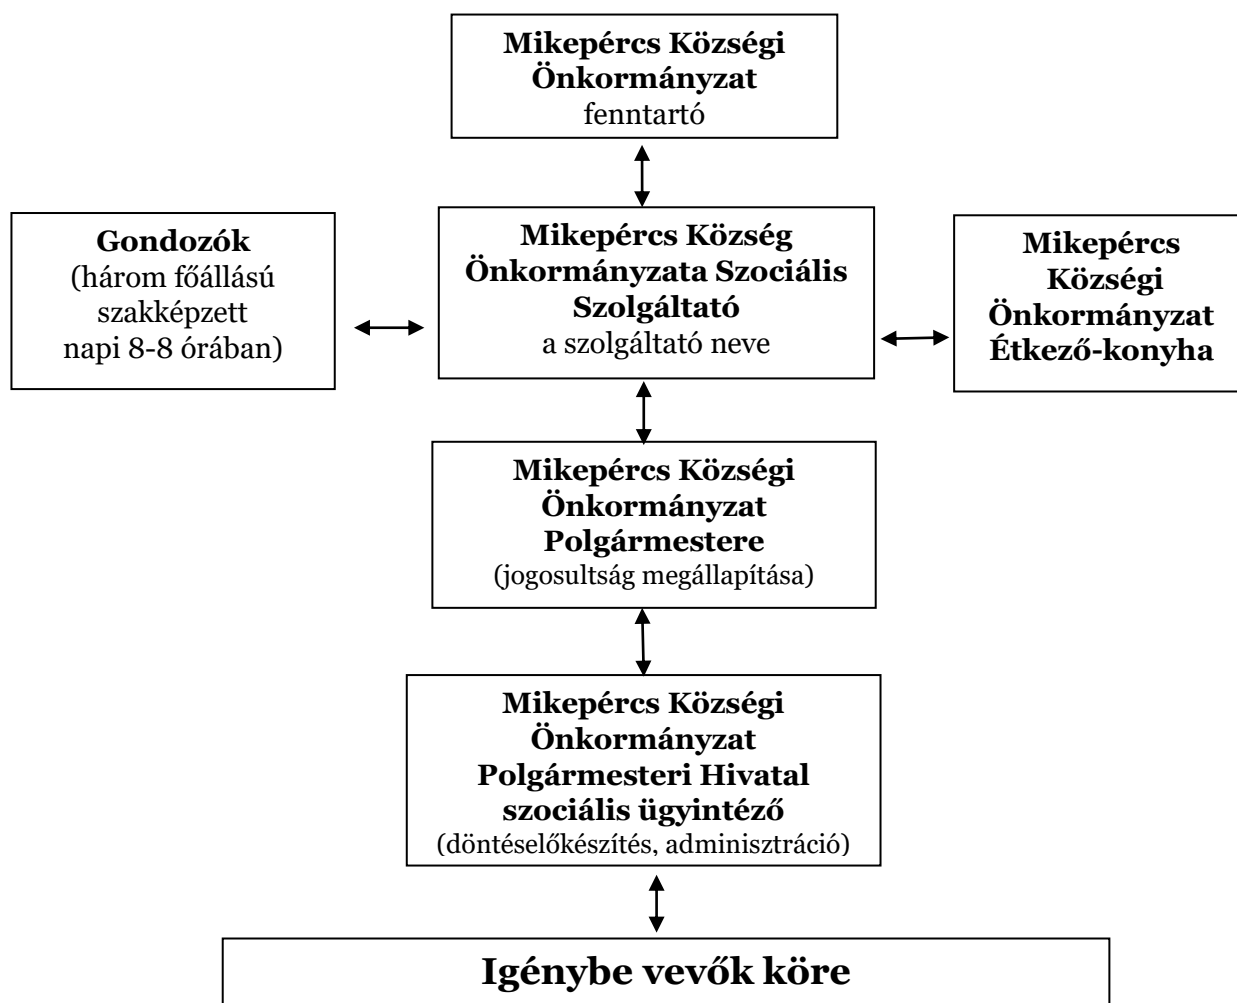 Mikepércs Községi
Önkormányzat
fenntartó
Gondozók
(három főállású
szakképzett
napi 8-8 órában)
Mikepércs Község
Önkormányzata Szociális
Szolgáltató
a szolgáltató neve
Mikepércs
Községi
Önkormányzat
Étkező-konyha
Mikepércs Községi
Önkormányzat
Polgármestere
(jogosultság megállapítása)
Mikepércs Községi
Önkormányzat
Polgármesteri Hivatal
szociális ügyintéző
(döntéselőkészítés, adminisztráció)
Igénybe vevők köre